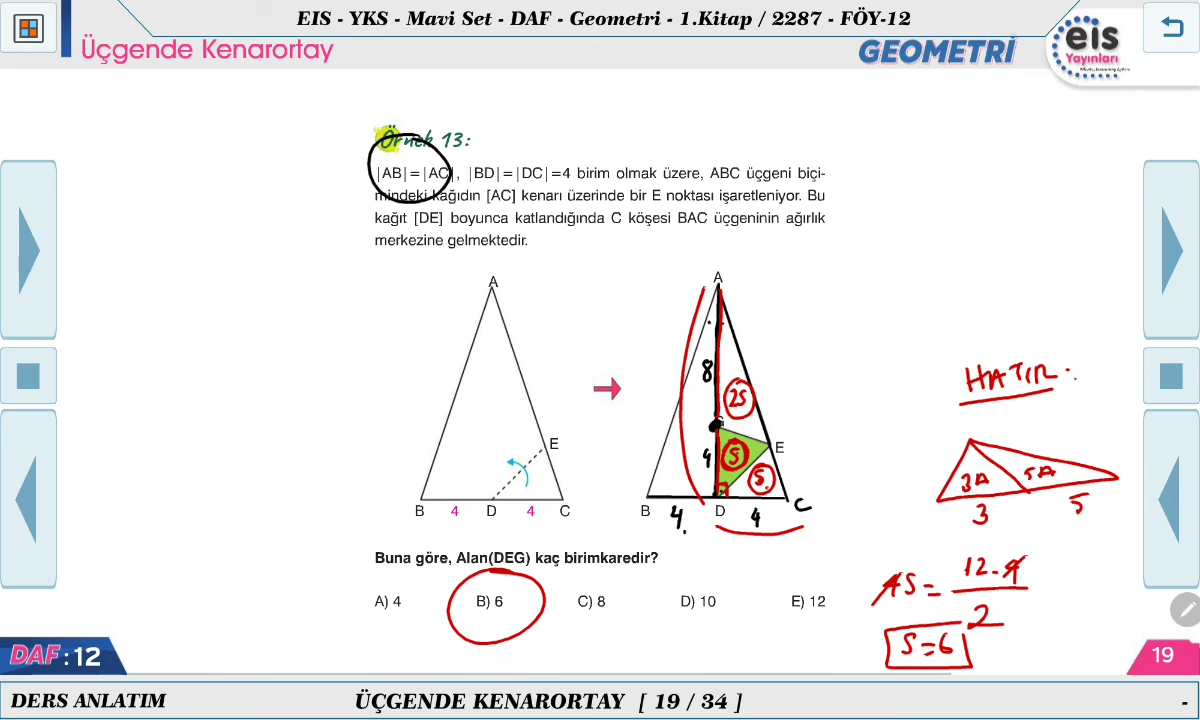 EIS - YKS - Mavi Set - DAF - Geometri - 1.Kitap / 2287 - FÖY-12
Üçgende Kenarortay
GEOMETRİ
eis
Yayınları
Örnek 13:
|AB|=|AC|, |BD|=|DC|=4 birim olmak üzere, ABC üçgeni biçi-
mindeki kağıdın [AC] kenarı üzerinde bir E noktası işaretleniyor. Bu
kağıt [DE] boyunca katlandığında C köşesi BAC üçgeninin ağırlık
merkezine gelmektedir.
A
E
B 4 D 4 C
A
8
2S
G
4
S
E
S
B
D
C
4
4
HATIR
3A 5A
3 5
Buna göre, Alan(DEG) kaç birimkaredir?
A) 4 B) 6 C) 8 D) 10 E) 12
4S = 12.4
2
S=6
DAF : 12
19
DERS ANLATIM
ÜÇGENDE KENARORTAY [ 19 / 34 ]
-